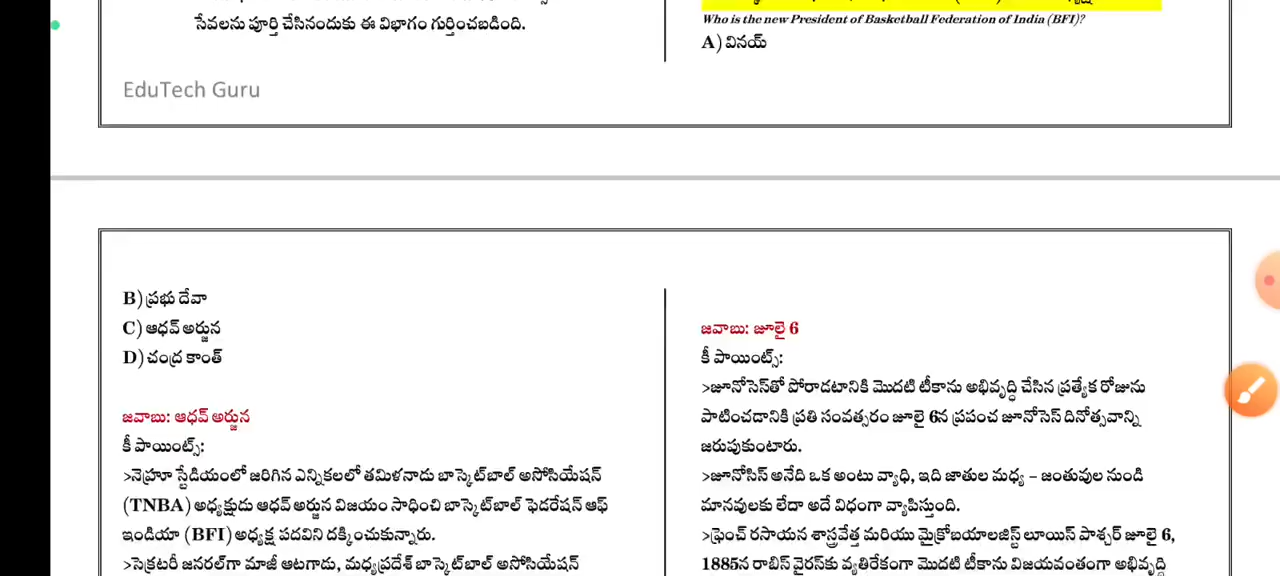 సేవలను పూర్తి చేసినందుకు ఈ విభాగం గుర్తించబడింది.
EduTech Guru
Who is the new President of Basketball Federation of India (BFI)?
A) వినయ్
B) ప్రభు దేవా
C) ఆధవ్ అర్జున
D) చంద్ర కాంత్
జవాబు: ఆధవ్ అర్జున
కీ పాయింట్స్:
>నెహ్రూ స్టేడియంలో జరిగిన ఎన్నికలలో తమిళనాడు బాస్కెట్‌బాల్ అసోసియేషన్
(TNBA) అధ్యక్షుడు ఆధవ్ అర్జున విజయం సాధించి బాస్కెట్‌బాల్ ఫెడరేషన్ ఆఫ్
ఇండియా (BFI) అధ్యక్ష పదవిని దక్కించుకున్నారు.
>సెక్రటరీ జనరల్‌గా మాజీ ఆటగాడు, మధ్యప్రదేశ్ బాస్కెట్‌బాల్ అసోసియేషన్
జవాబు: జూలై 6
కీ పాయింట్స్:
>జూనోసెస్‌తో పోరాడటానికి మొదటి టీకాను అభివృద్ధి చేసిన ప్రత్యేక రోజును
పాటించడానికి ప్రతి సంవత్సరం జూలై 6న ప్రపంచ జూనోసెస్ దినోత్సవాన్ని
జరుపుకుంటారు.
>జూనోసిస్ అనేది ఒక అంటు వ్యాధి, ఇది జాతుల మధ్య – జంతువుల నుండి
మానవులకు లేదా అదే విధంగా వ్యాపిస్తుంది.
>ఫ్రెంచ్ రసాయన శాస్త్రవేత్త మరియు మైక్రోబయాలజిస్ట్ లూయిస్ పాశ్చర్ జూలై 6,
1885న రాబిస్ వైరస్‌కు వ్యతిరేకంగా మొదటి టీకాను విజయవంతంగా అభివృద్ధి